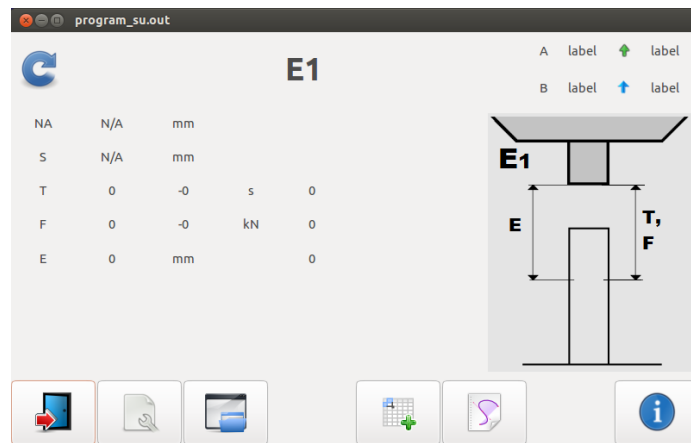 program_su.out
E1
A label label
B label label
NA N/A mm
S N/A mm
T 0 -0 s 0
F 0 -0 kN 0
E 0 mm 0
E1
E
T,
F